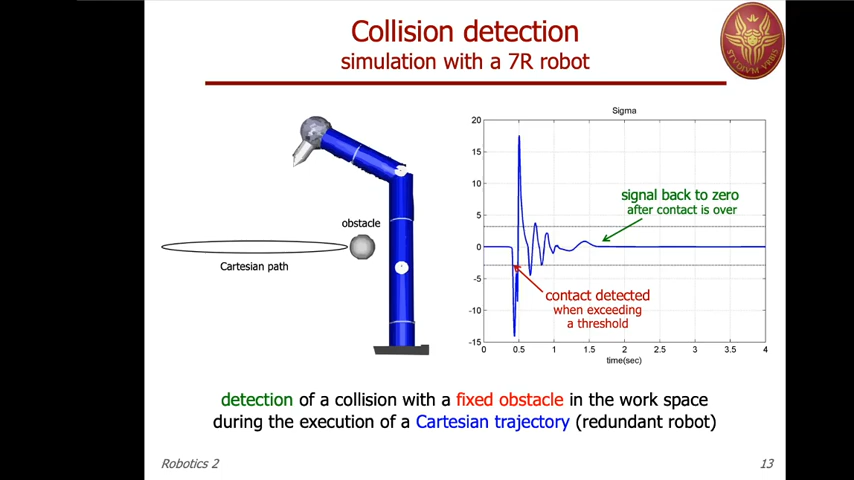 Collision detection
simulation with a 7R robot
STVDIVM VRBIS
obstacle
Cartesian path
Sigma
20
15
10
5
0
-5
-10
-15
0 0.5 1 1.5 2 2.5 3 3.5 4
time(sec)
signal back to zero
after contact is over
contact detected
when exceeding
a threshold
detection of a collision with a fixed obstacle in the work space
during the execution of a Cartesian trajectory (redundant robot)
Robotics 2
13